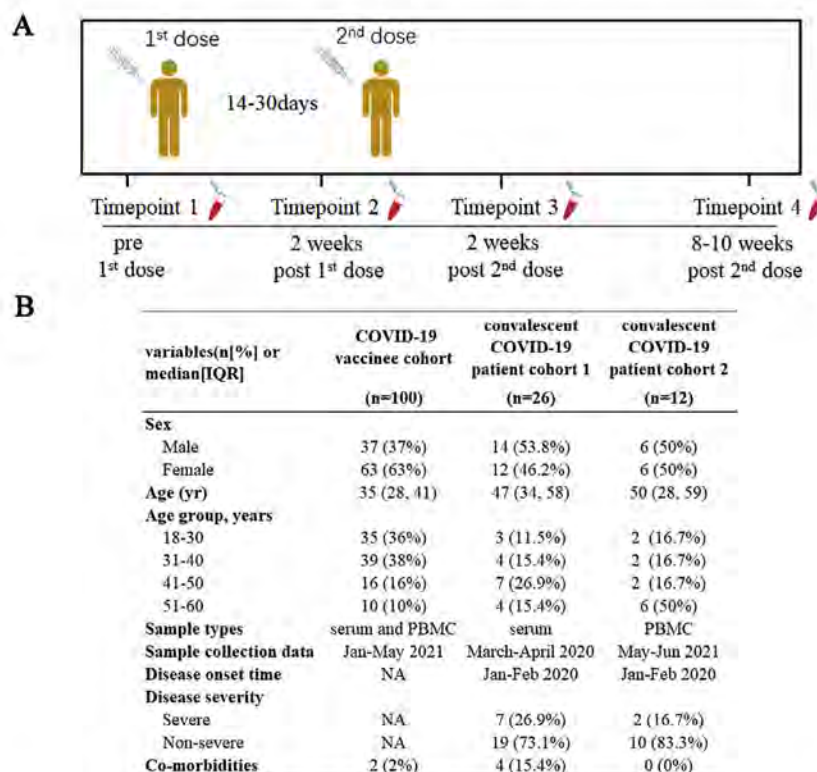 A
1st dose
2nd dose
14-30days
Timepoint 1 Timepoint 2 Timepoint 3 Timepoint 4
pre 2 weeks 2 weeks 8-10 weeks
1st dose post 1st dose post 2nd dose post 2nd dose
B
variables(n[%] or median[IQR] COVID-19 vaccinee cohort (n=100) convalescent COVID-19 patient cohort 1 (n=26) convalescent COVID-19 patient cohort 2 (n=12)
Sex
Male 37 (37%) 14 (53.8%) 6 (50%)
Female 63 (63%) 12 (46.2%) 6 (50%)
Age (yr) 35 (28, 41) 47 (34, 58) 50 (28, 59)
Age group, years
18-30 35 (36%) 3 (11.5%) 2 (16.7%)
31-40 39 (38%) 4 (15.4%) 2 (16.7%)
41-50 16 (16%) 7 (26.9%) 2 (16.7%)
51-60 10 (10%) 4 (15.4%) 6 (50%)
Sample types serum and PBMC serum PBMC
Sample collection data Jan-May 2021 March-April 2020 May-Jun 2021
Disease onset time NA Jan-Feb 2020 Jan-Feb 2020
Disease severity
Severe NA 7 (26.9%) 2 (16.7%)
Non-severe NA 19 (73.1%) 10 (83.3%)
Co-morbidities 2 (2%) 4 (15.4%) 0 (0%)